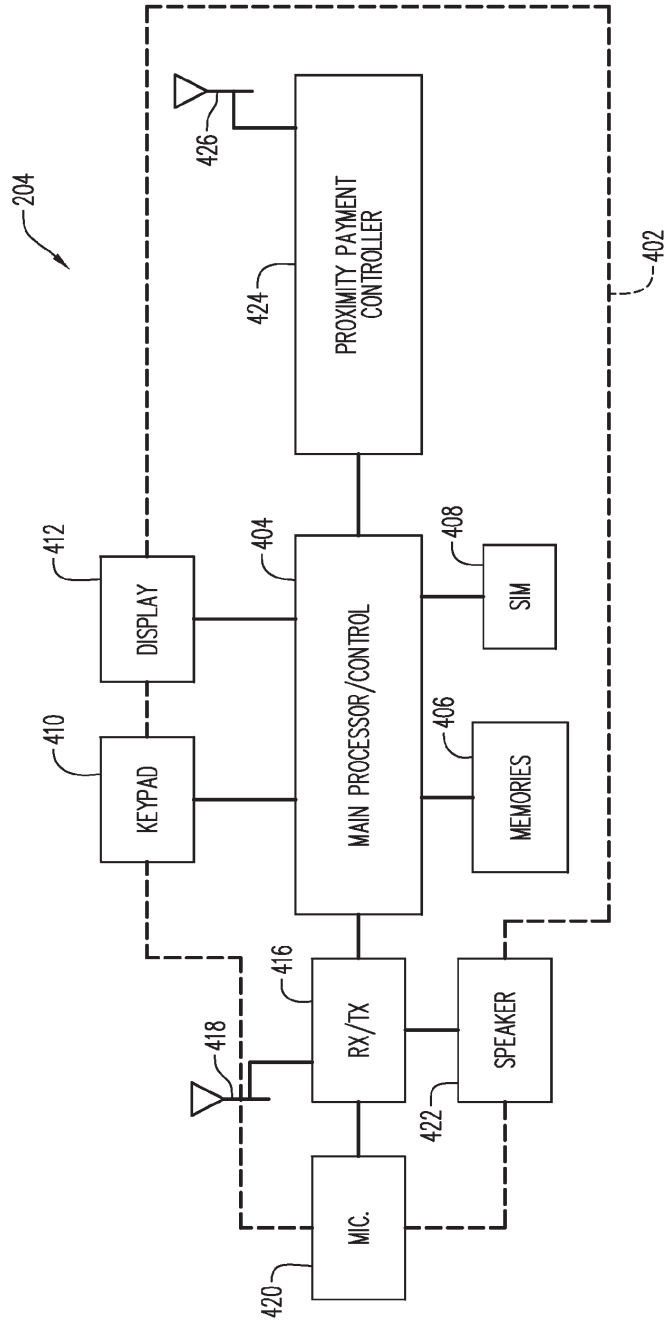 204
412
DISPLAY
410
KEYPAD
426
418
424
PROXIMITY PAYMENT
CONTROLLER
404
MAIN PROCESSOR/CONTROL
416
RX/TX
420
MIC.
408
SIM
406
MEMORIES
422
SPEAKER
402